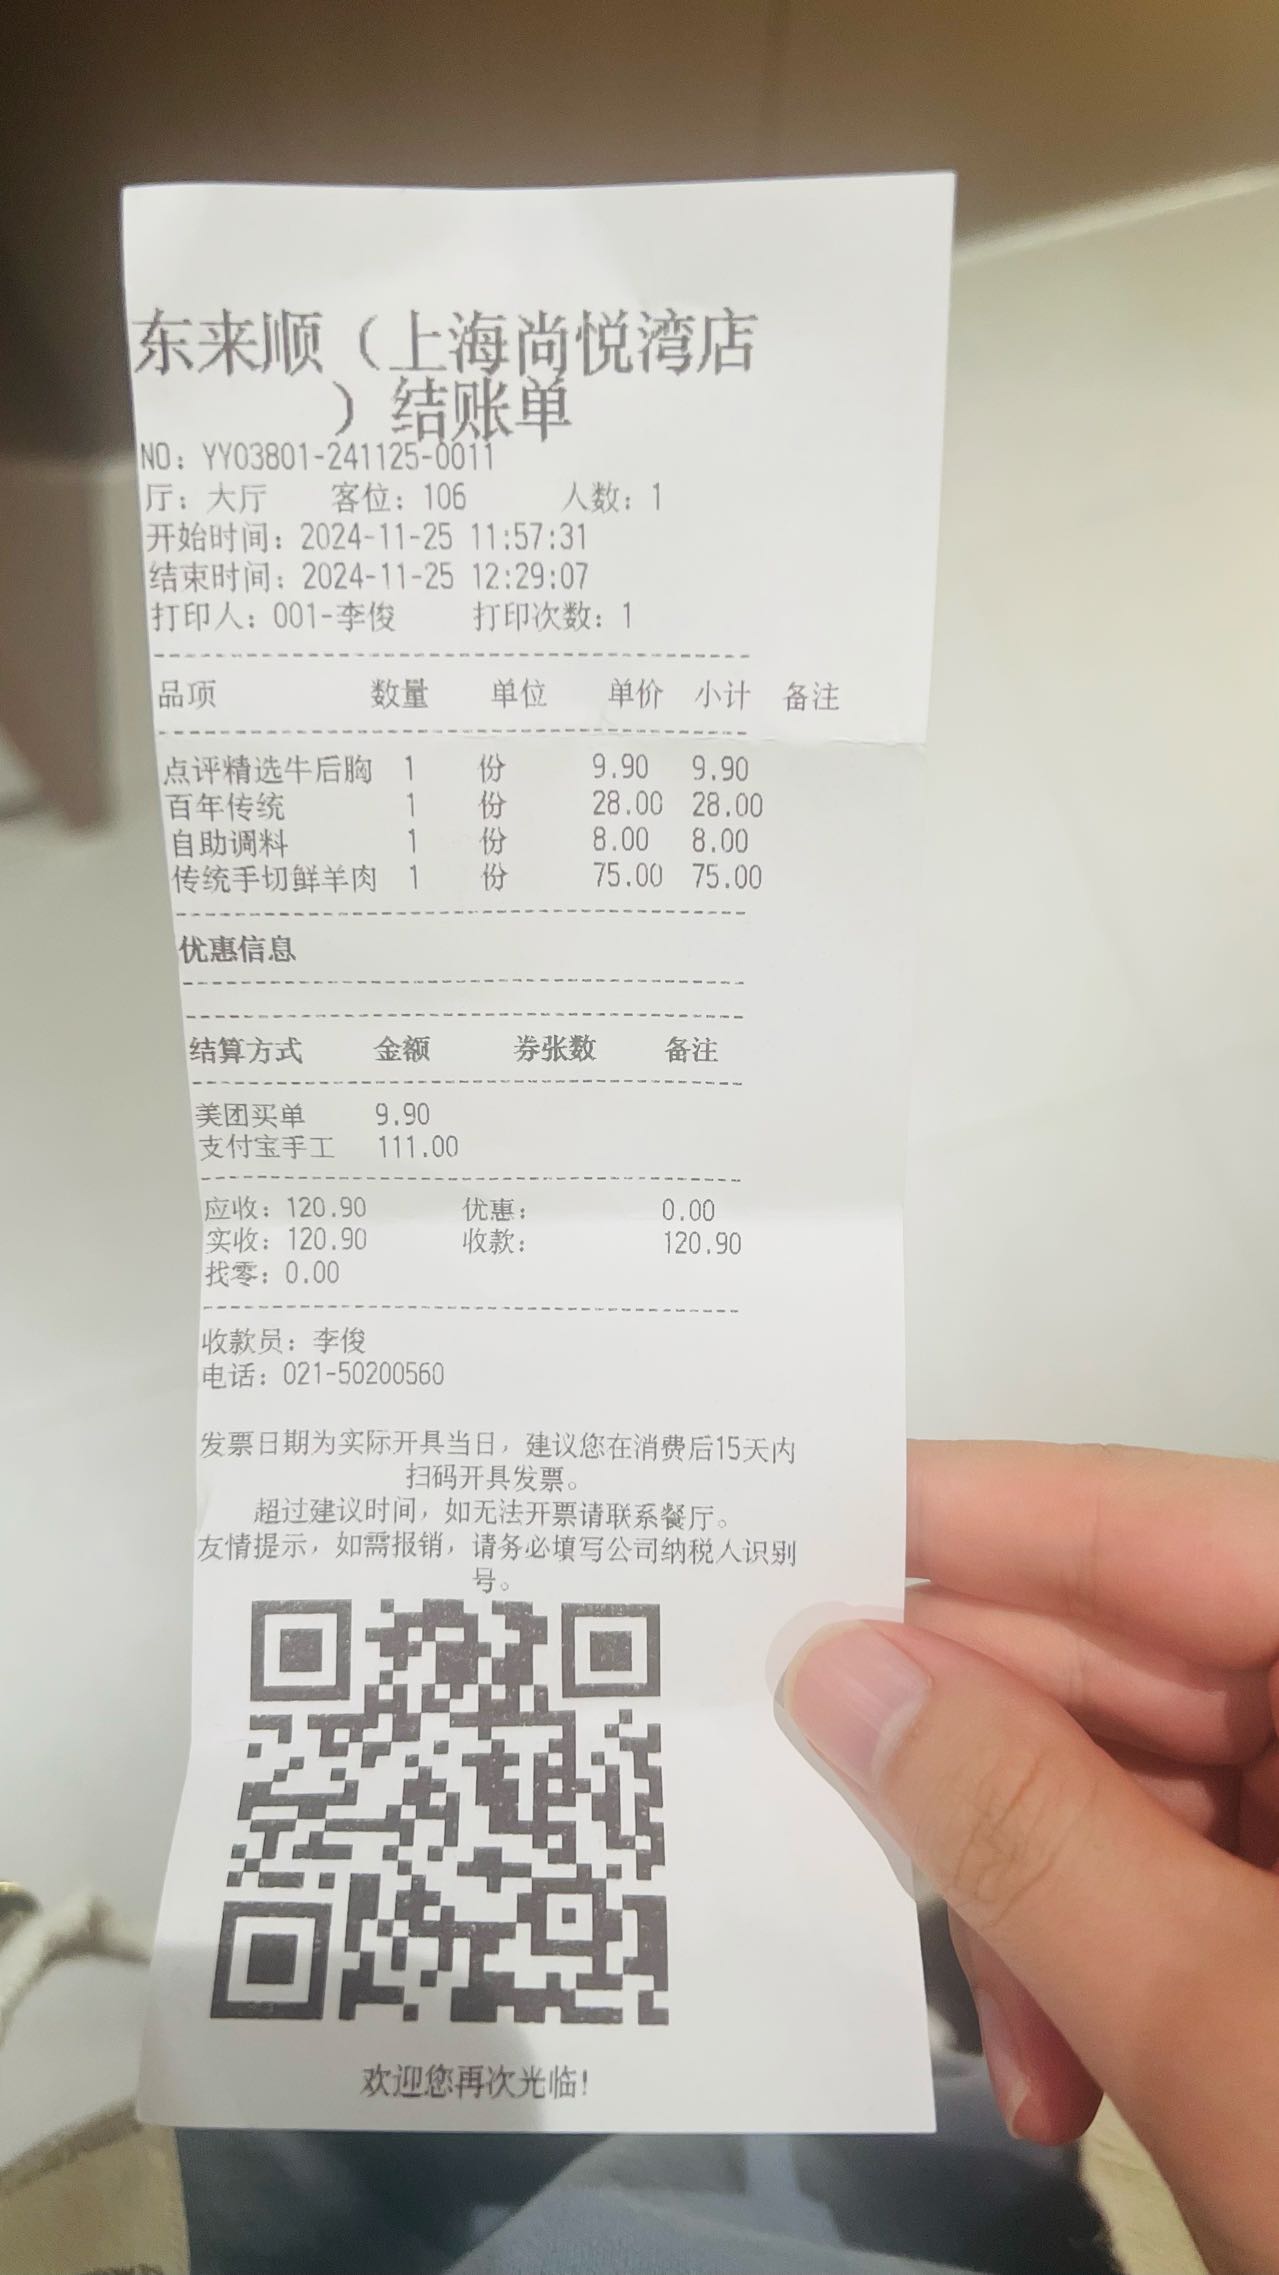 东来顺（上海尚悦湾店
）结账单
NO：YY03801-241125-0011
厅：大厅 客位：106 人数：1
开始时间：2024-11-25 11:57:31
结束时间：2024-11-25 12:29:07
打印人：001-李俊 打印次数：1
品项 数量 单位 单价 小计 备注
点评精选牛后胸 1 份 9.90 9.90
百年传统 1 份 28.00 28.00
自助调料 1 份 8.00 8.00
传统手切鲜羊肉 1 份 75.00 75.00
优惠信息
结算方式 金额 券张数 备注
美团买单 9.90
支付宝手工 111.00
应收：120.90 优惠： 0.00
实收：120.90 收款： 120.90
找零：0.00
收款员：李俊
电话：021-50200560
发票日期为实际开具当日，建议您在消费后15天内
扫码开具发票。
超过建议时间，如无法开票请联系餐厅。
友情提示，如需报销，请务必填写公司纳税人识别
号。
欢迎您再次光临!